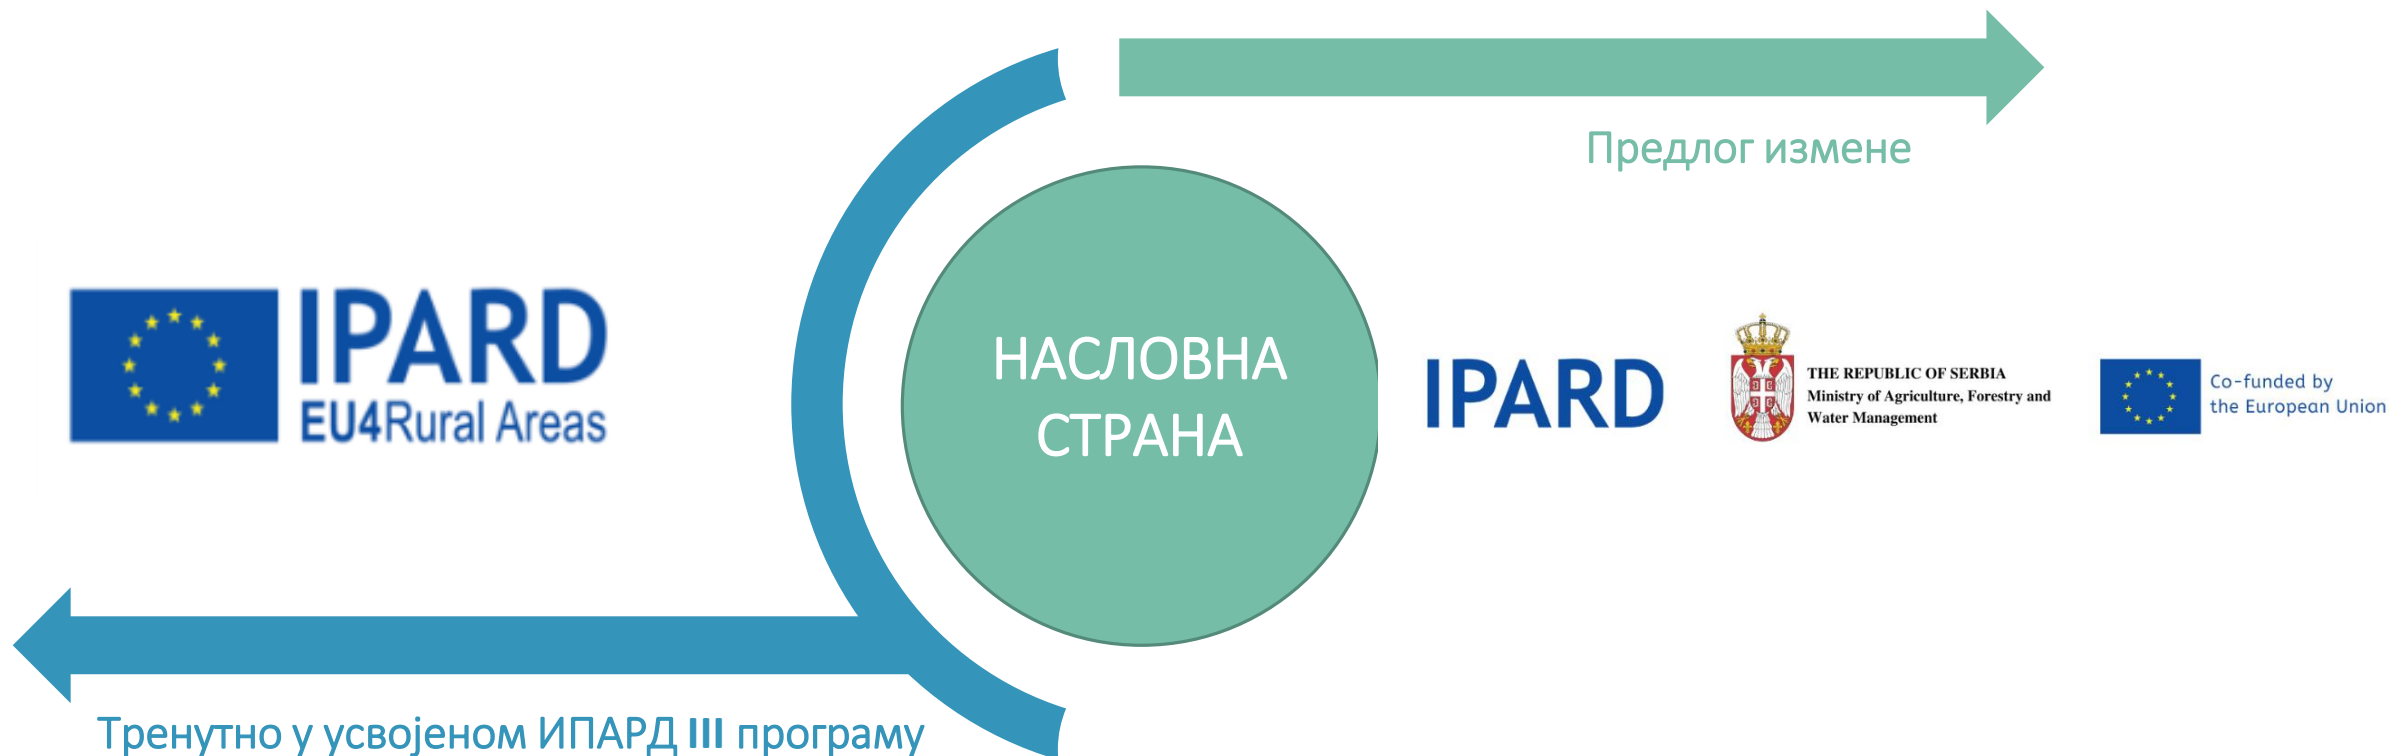 Предлог измене
IPARD
EU4Rural Areas
НАСЛОВНА
СТРАНА
IPARD
THE REPUBLIC OF SERBIA
Ministry of Agriculture, Forestry and
Water Management
Co-funded by
the European Union
Тренутно у усвојеном ИПАРД III програму